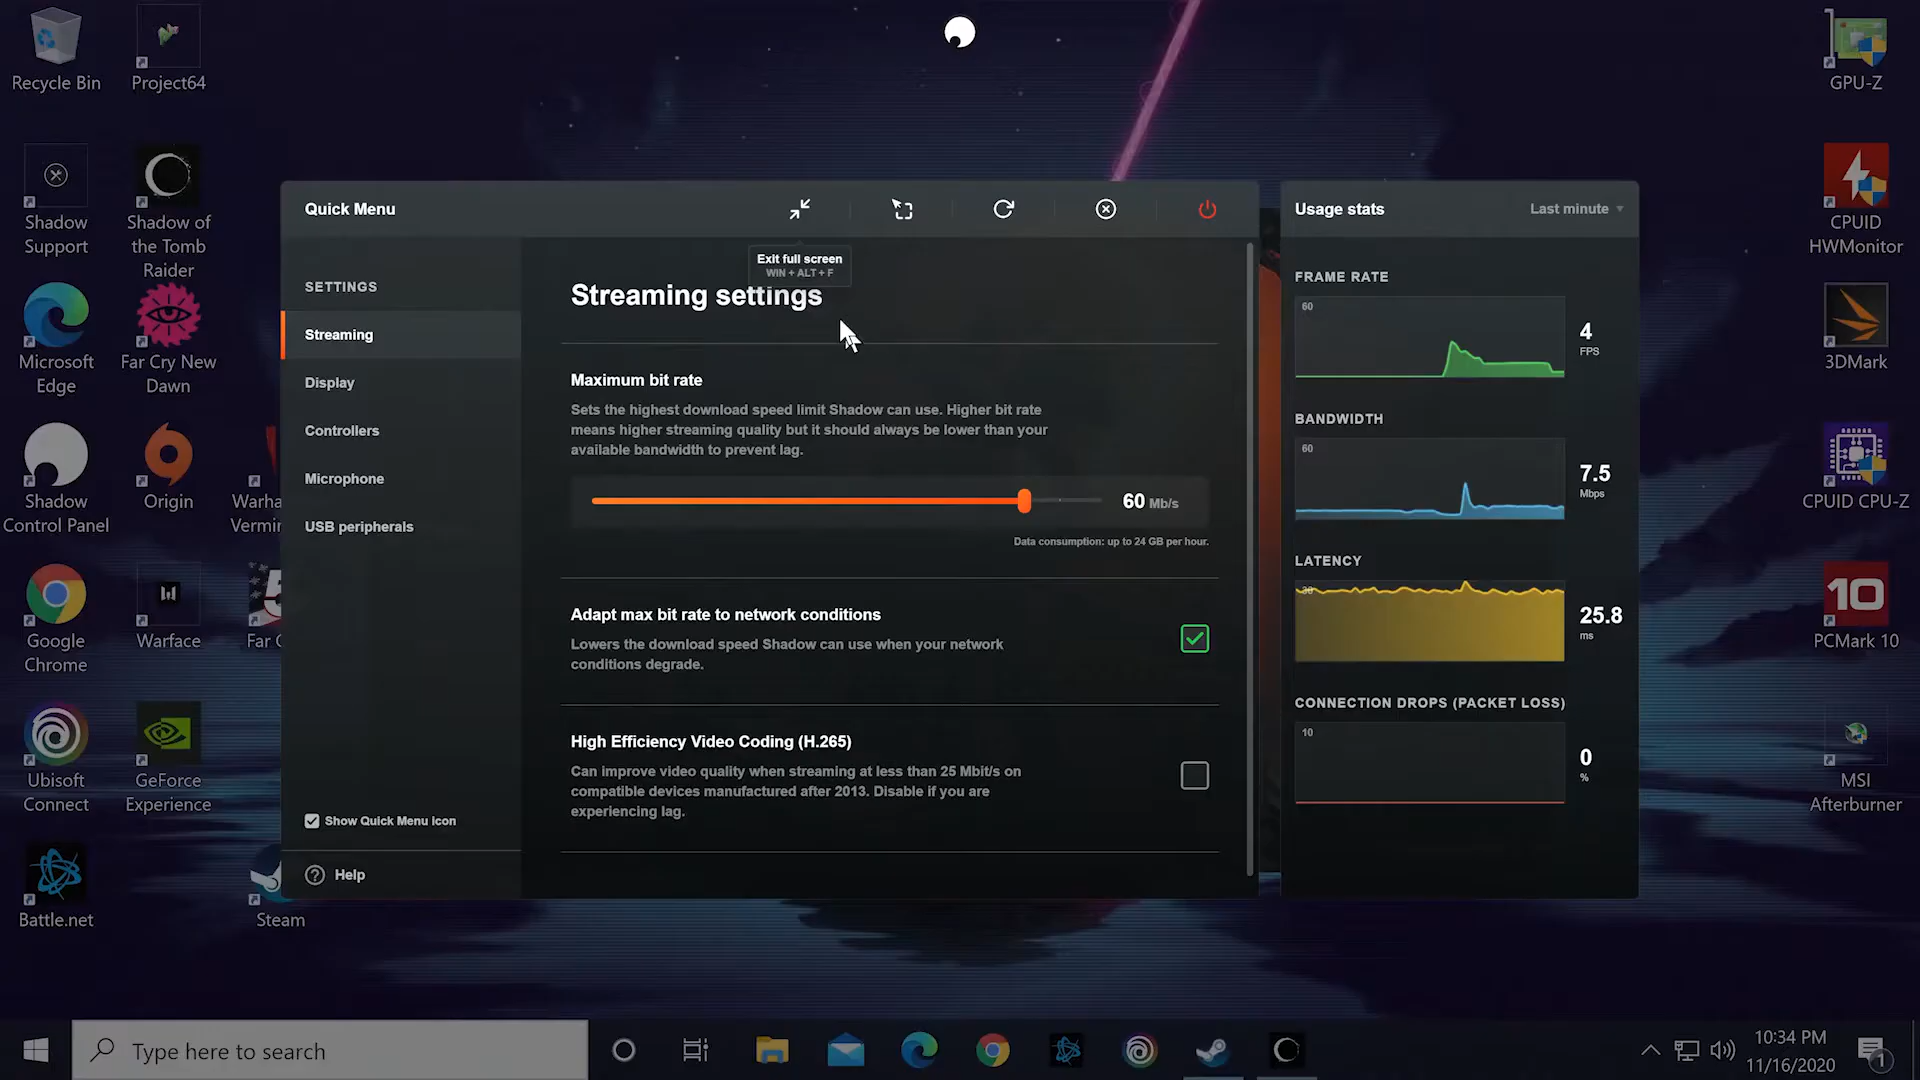 Recycle Bin
Project64
GPU-Z
Shadow
Support
Shadow of
the Tomb
Raider
CPUID
HWMonitor
Microsoft
Edge
Far Cry New
Dawn
3DMark
Shadow
Control Panel
Origin
Warha
Vermin
CPUID CPU-Z
Google
Chrome
Warface
5
Far C
10
PCMark 10
Ubisoft
Connect
GeForce
Experience
MSI
Afterburner
Battle.net
Steam
Quick Menu
Exit full screen
WIN + ALT + F
SETTINGS
Streaming
Display
Controllers
Microphone
USB peripherals
Show Quick Menu Icon
Help
Streaming settings
Maximum bit rate
Sets the highest download speed limit Shadow can use. Higher bit rate
means higher streaming quality but it should always be lower than your
available bandwidth to prevent lag.
60 Mb/s
Data consumption: up to 24 GB per hour.
Adapt max bit rate to network conditions
Lowers the download speed Shadow can use when your network
conditions degrade.
High Efficiency Video Coding (H.265)
Can improve video quality when streaming at less than 25 Mbit/s on
compatible devices manufactured after 2013. Disable if you are
experiencing lag.
Usage stats
Last minute
FRAME RATE
60
4
FPS
BANDWIDTH
60
7.5
Mbps
LATENCY
30
25.8
ms
CONNECTION DROPS (PACKET LOSS)
10
0
%
Type here to search
10:34 PM
11/16/2020
1